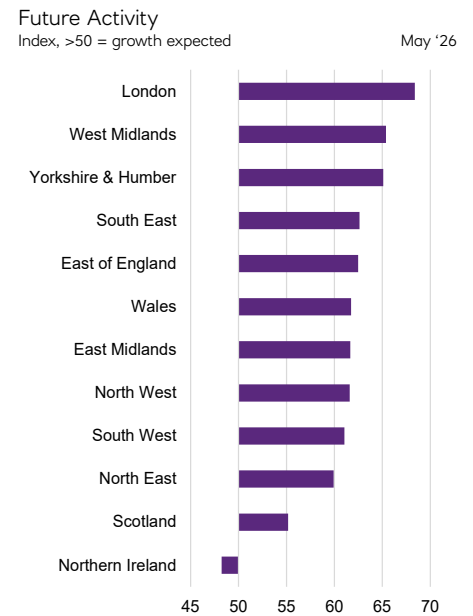 Future Activity
Index, >50 = growth expected May ‘26
London
West Midlands
Yorkshire & Humber
South East
East of England
Wales
East Midlands
North West
South West
North East
Scotland
Northern Ireland
45 50 55 60 65 70